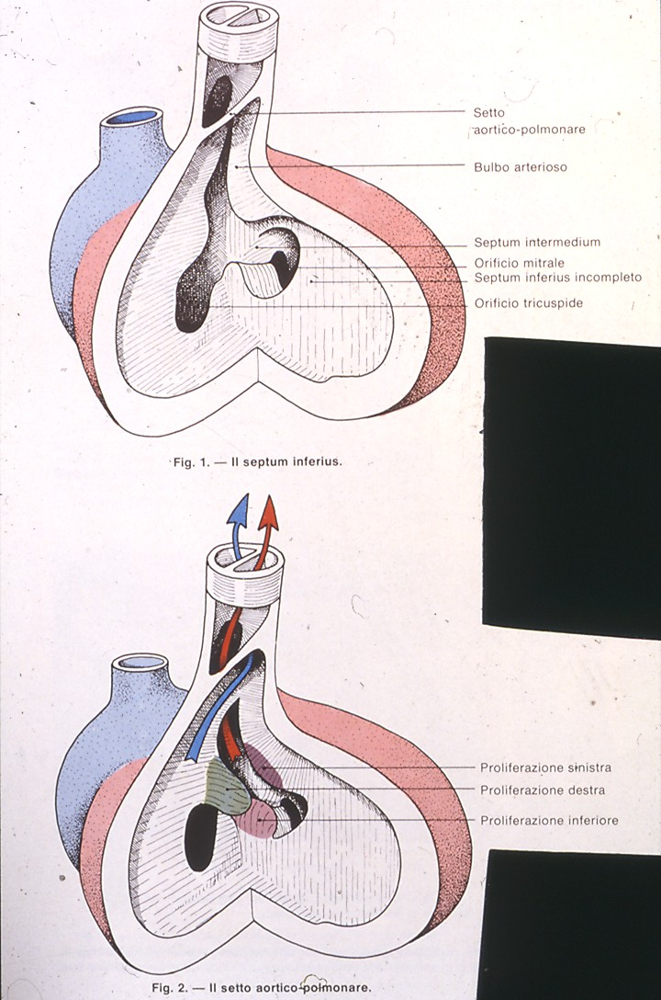 Setto
aortico-polmonare
Bulbo arterioso
Septum intermedium
Orificio mitrale
Septum inferius incompleto
Orificio tricuspide
Fig. 1. — Il septum inferius.
Proliferazione sinistra
Proliferazione destra
Proliferazione inferiore
Fig. 2. — Il setto aortico-polmonare.